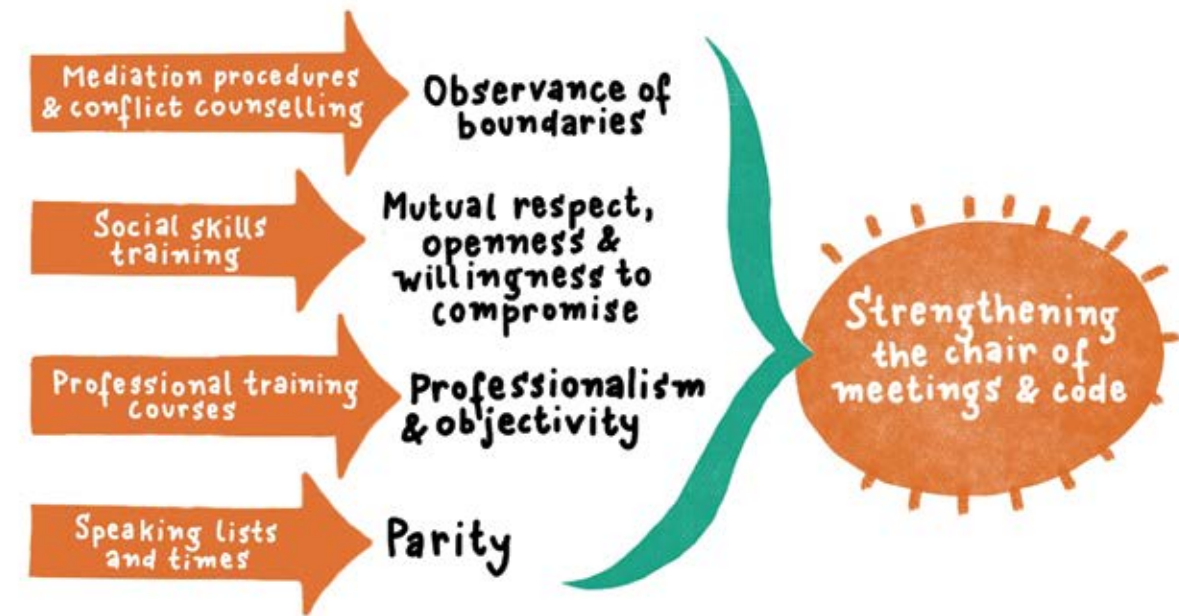 Mediation procedures
& conflict counselling
Observance of
boundaries
Social skills
training
Mutual respect,
openness &
willingness to
compromise
Professional training
courses
Professionalism
& objectivity
Speaking lists
and times
Parity
Strengthening
the chair of
meetings & code